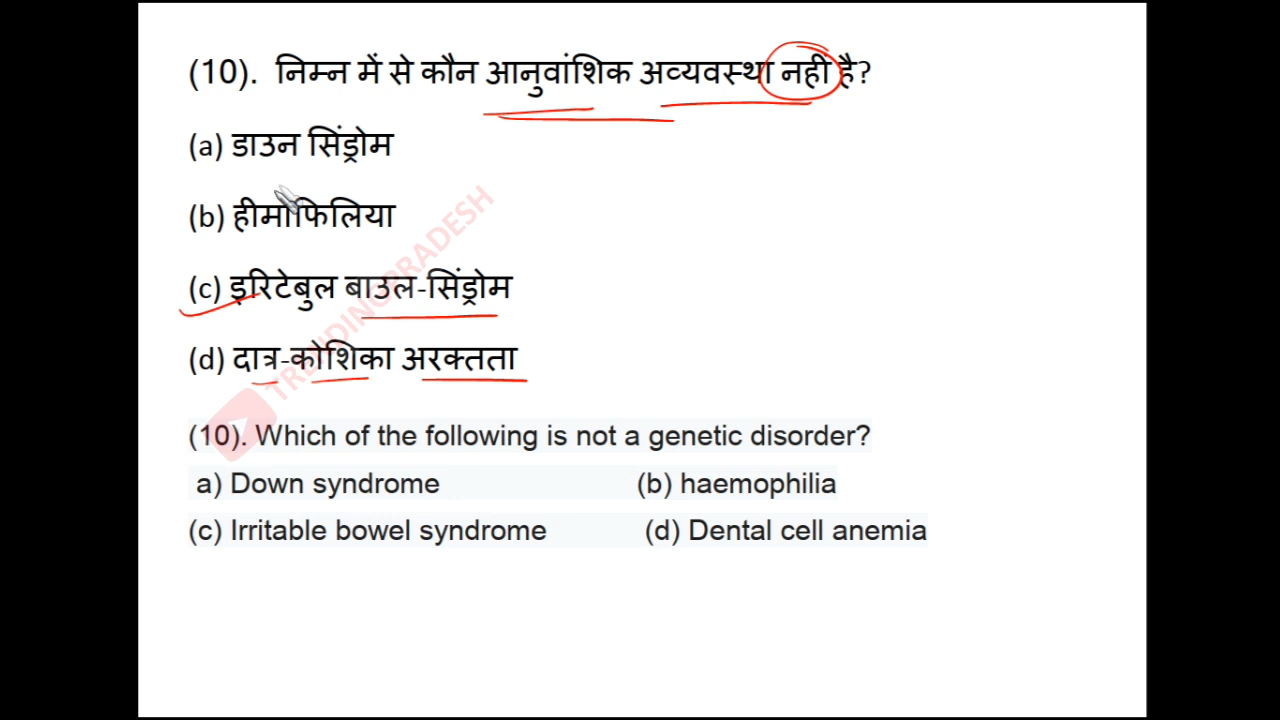 (10). निम्न में से कौन आनुवांशिक अव्यवस्था नही है?
(a) डाउन सिंड्रोम
(b) हीमोफिलिया
(c) इरिटेबुल बाउल-सिंड्रोम
(d) दात्र-कोशिका अरक्तता
TRENDINGPRADESH
(10). Which of the following is not a genetic disorder?
a) Down syndrome (b) haemophilia
(c) Irritable bowel syndrome (d) Dental cell anemia